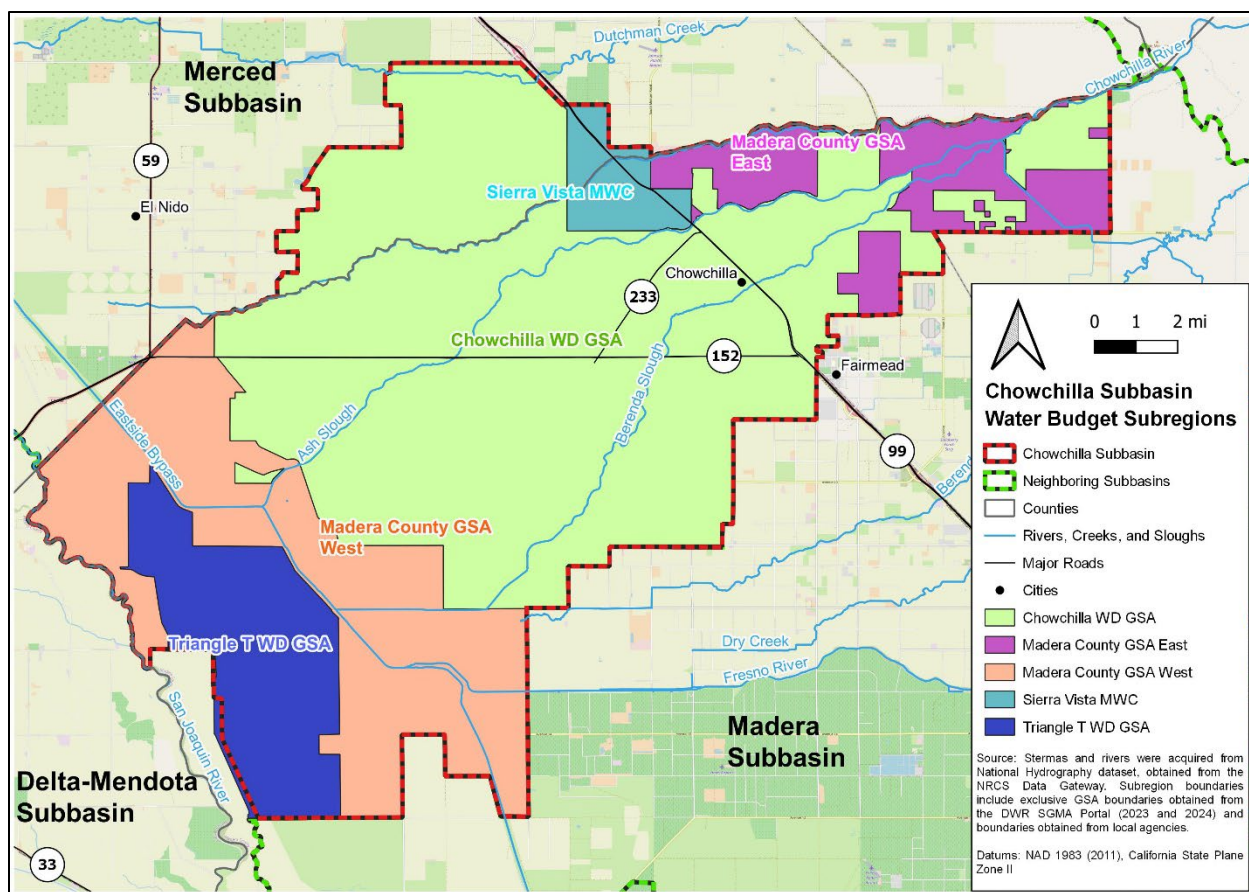 Dutchman Creek
Merced
Subbasin
Chowchilla River
59
Madera County GSA
East
Sierra Vista MWC
El Nido
Chowchilla
233
Chowchilla WD GSA
152
Fairmead
Eastside Bypass
Ash Slough
Berenda Slough
99
Berend
Madera County GSA
West
Triangle T WD GSA
Dry Creek
Fresno River
San Joaquin River
Madera
Subbasin
Delta-Mendota
Subbasin
33
0 1 2 mi
Chowchilla Subbasin
Water Budget Subregions
Chowchilla Subbasin
Neighboring Subbasins
Counties
Rivers, Creeks, and Sloughs
Major Roads
Cities
Chowchilla WD GSA
Madera County GSA East
Madera County GSA West
Sierra Vista MWC
Triangle T WD GSA
Source: Stermas and rivers were acquired from
National Hydrography dataset, obtained from the
NRCS Data Gateway. Subregion boundaries
include exclusive GSA boundaries obtained from
the DWR SGMA Portal (2023 and 2024) and
boundaries obtained from local agencies.
Datums: NAD 1983 (2011), California State Plane
Zone II